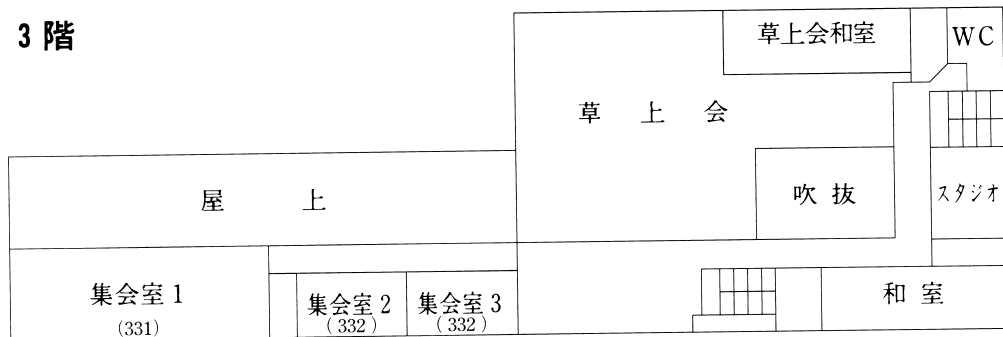 3 階
草上会和室
WC
草 上 会
屋 上
吹 抜
スタジオ
集会室 1
(331)
集会室 2
(332)
集会室 3
(332)
和 室